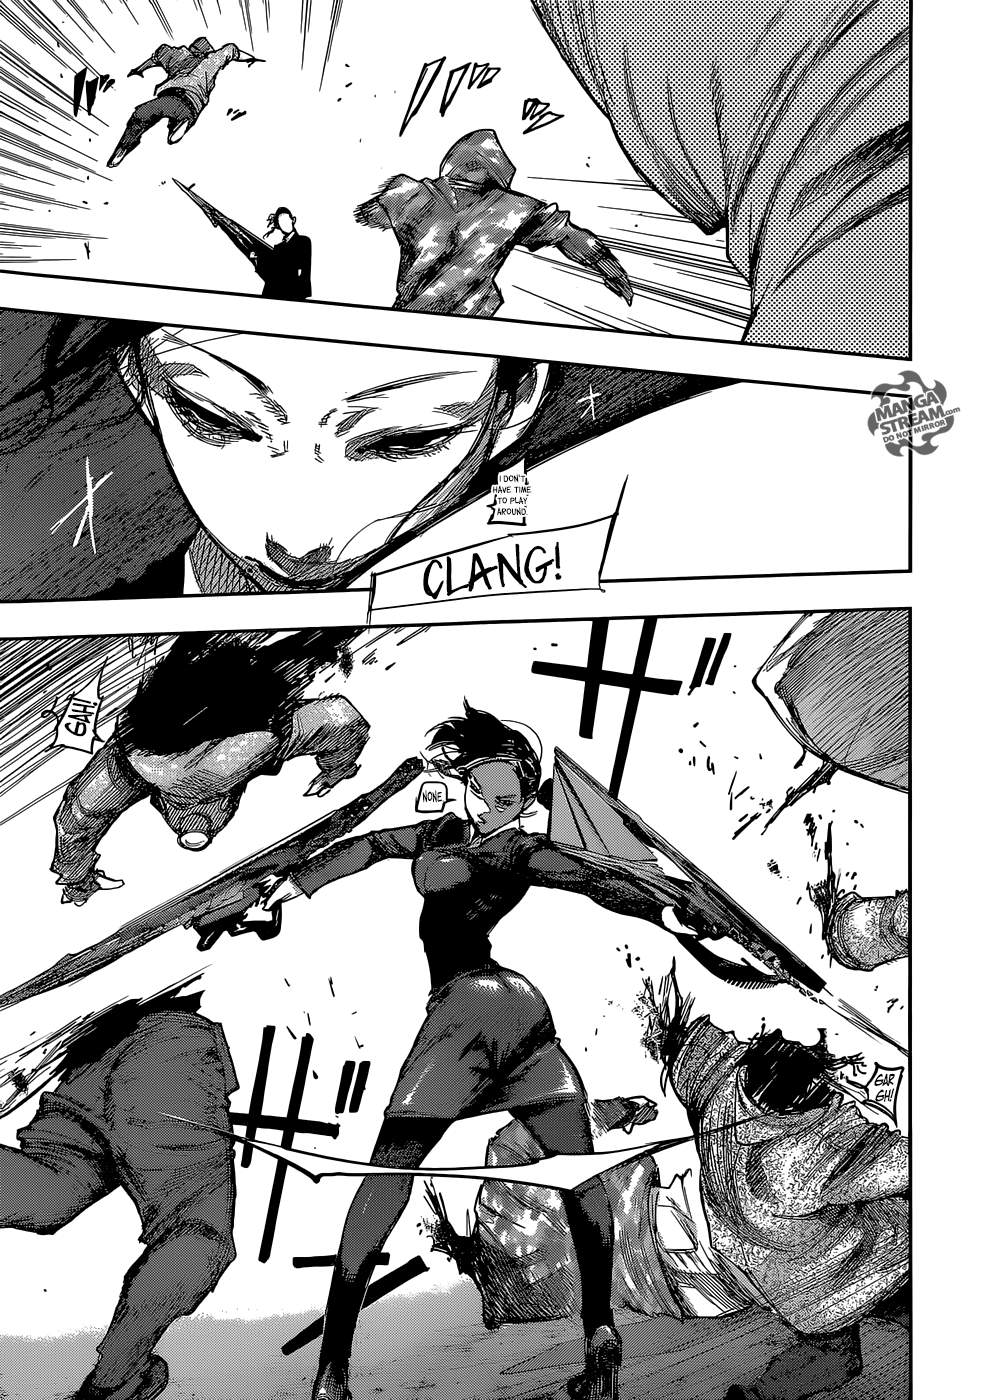 MANGA
STREAM.com
DO NOT MIRROR
I DON'T
HAVE TIME
TO PLAY
AROUND.
CLANG!
GAH!
NONE.
GAR
GH!